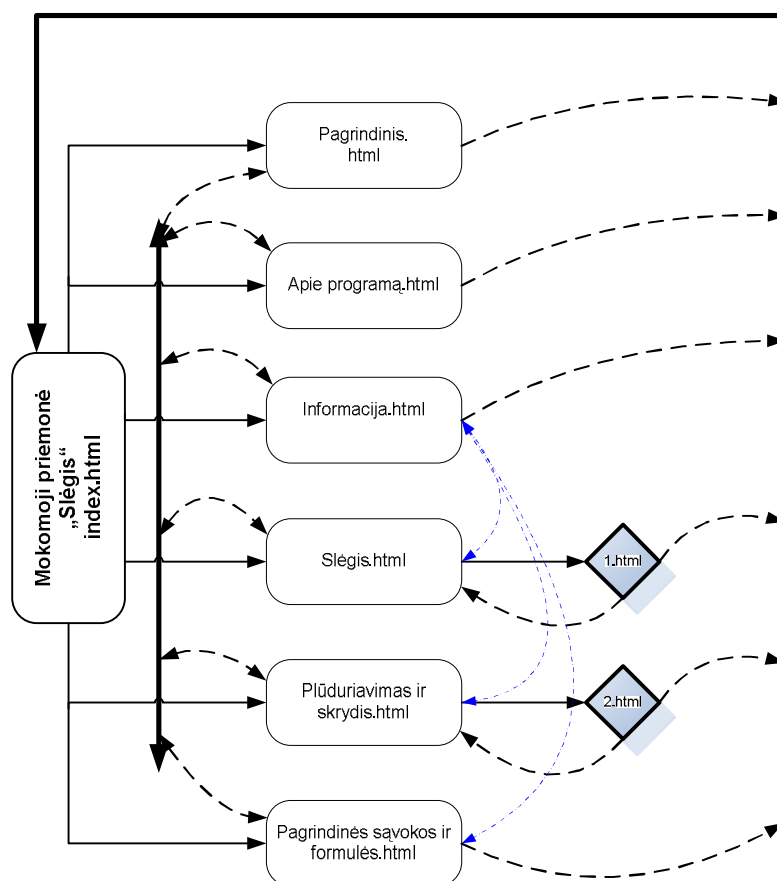 Pagrindinis.
html
Apie programą.html
Informacija.html
Mokomoji priemonė
„Slėgis“
index.html
Slėgis.html
1.html
Plūduriavimas ir
skrydis.html
2.html
Pagrindinės sąvokos ir
formulės.html